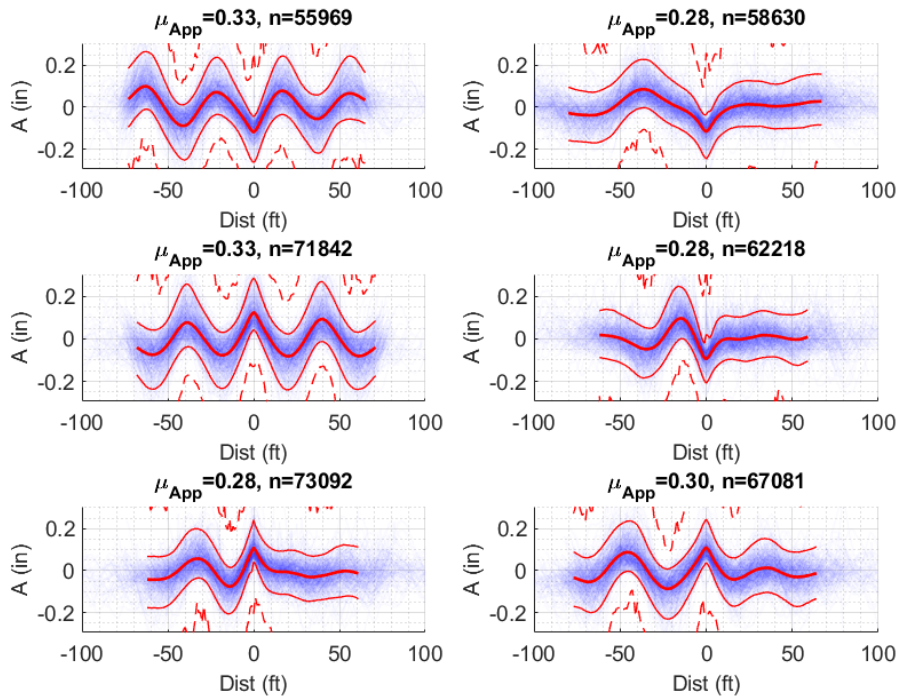 μApp=0.33, n=55969
A (in)
0.2
0
-0.2
-100 -50 0 50 100
Dist (ft)
μApp=0.28, n=58630
A (in)
0.2
0
-0.2
-100 -50 0 50 100
Dist (ft)
μApp=0.33, n=71842
A (in)
0.2
0
-0.2
-100 -50 0 50 100
Dist (ft)
μApp=0.28, n=62218
A (in)
0.2
0
-0.2
-100 -50 0 50 100
Dist (ft)
μApp=0.28, n=73092
A (in)
0.2
0
-0.2
-100 -50 0 50 100
Dist (ft)
μApp=0.30, n=67081
A (in)
0.2
0
-0.2
-100 -50 0 50 100
Dist (ft)